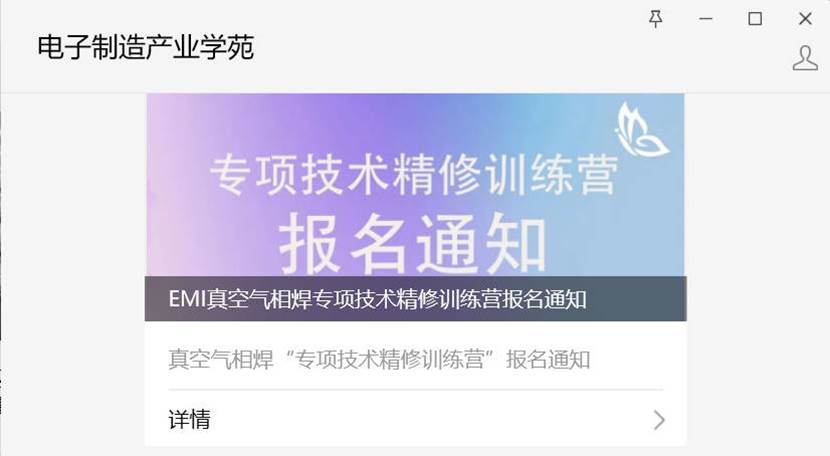 电子制造产业学苑
专项技术精修训练营
报名通知
EMI真空气相焊专项技术精修训练营报名通知
真空气相焊“专项技术精修训练营”报名通知
详情